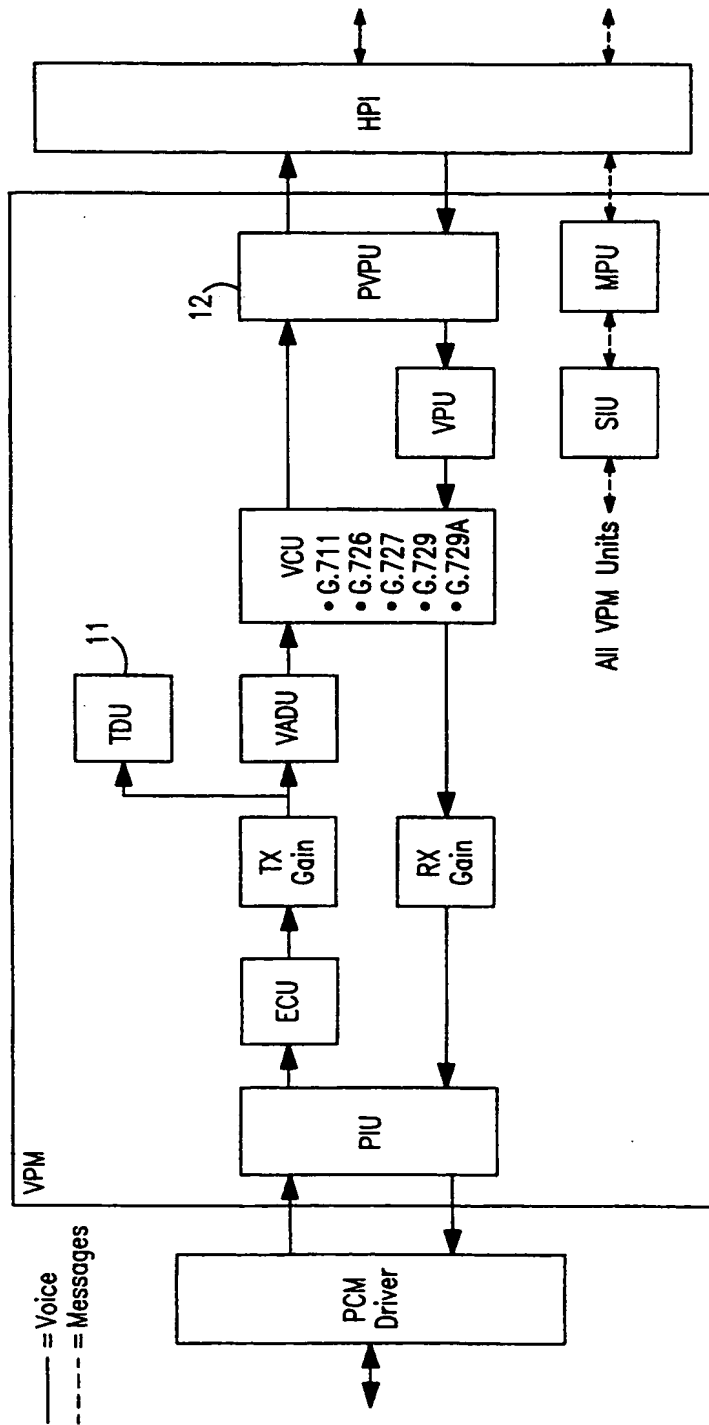 — = Voice
--- = Messages
VPM
PCM
Driver
PIU
ECU
TX
Gain
TDU
11
VADU
VCU
• G.711
• G.726
• G.727
• G.729
• G.729A
PVPU
12
HPI
VPU
RX
Gain
All VPM Units
SIU
MPU